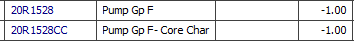 20R1528 Pump Gp F -1.00
20R1528CC Pump Gp F- Core Char -1.00